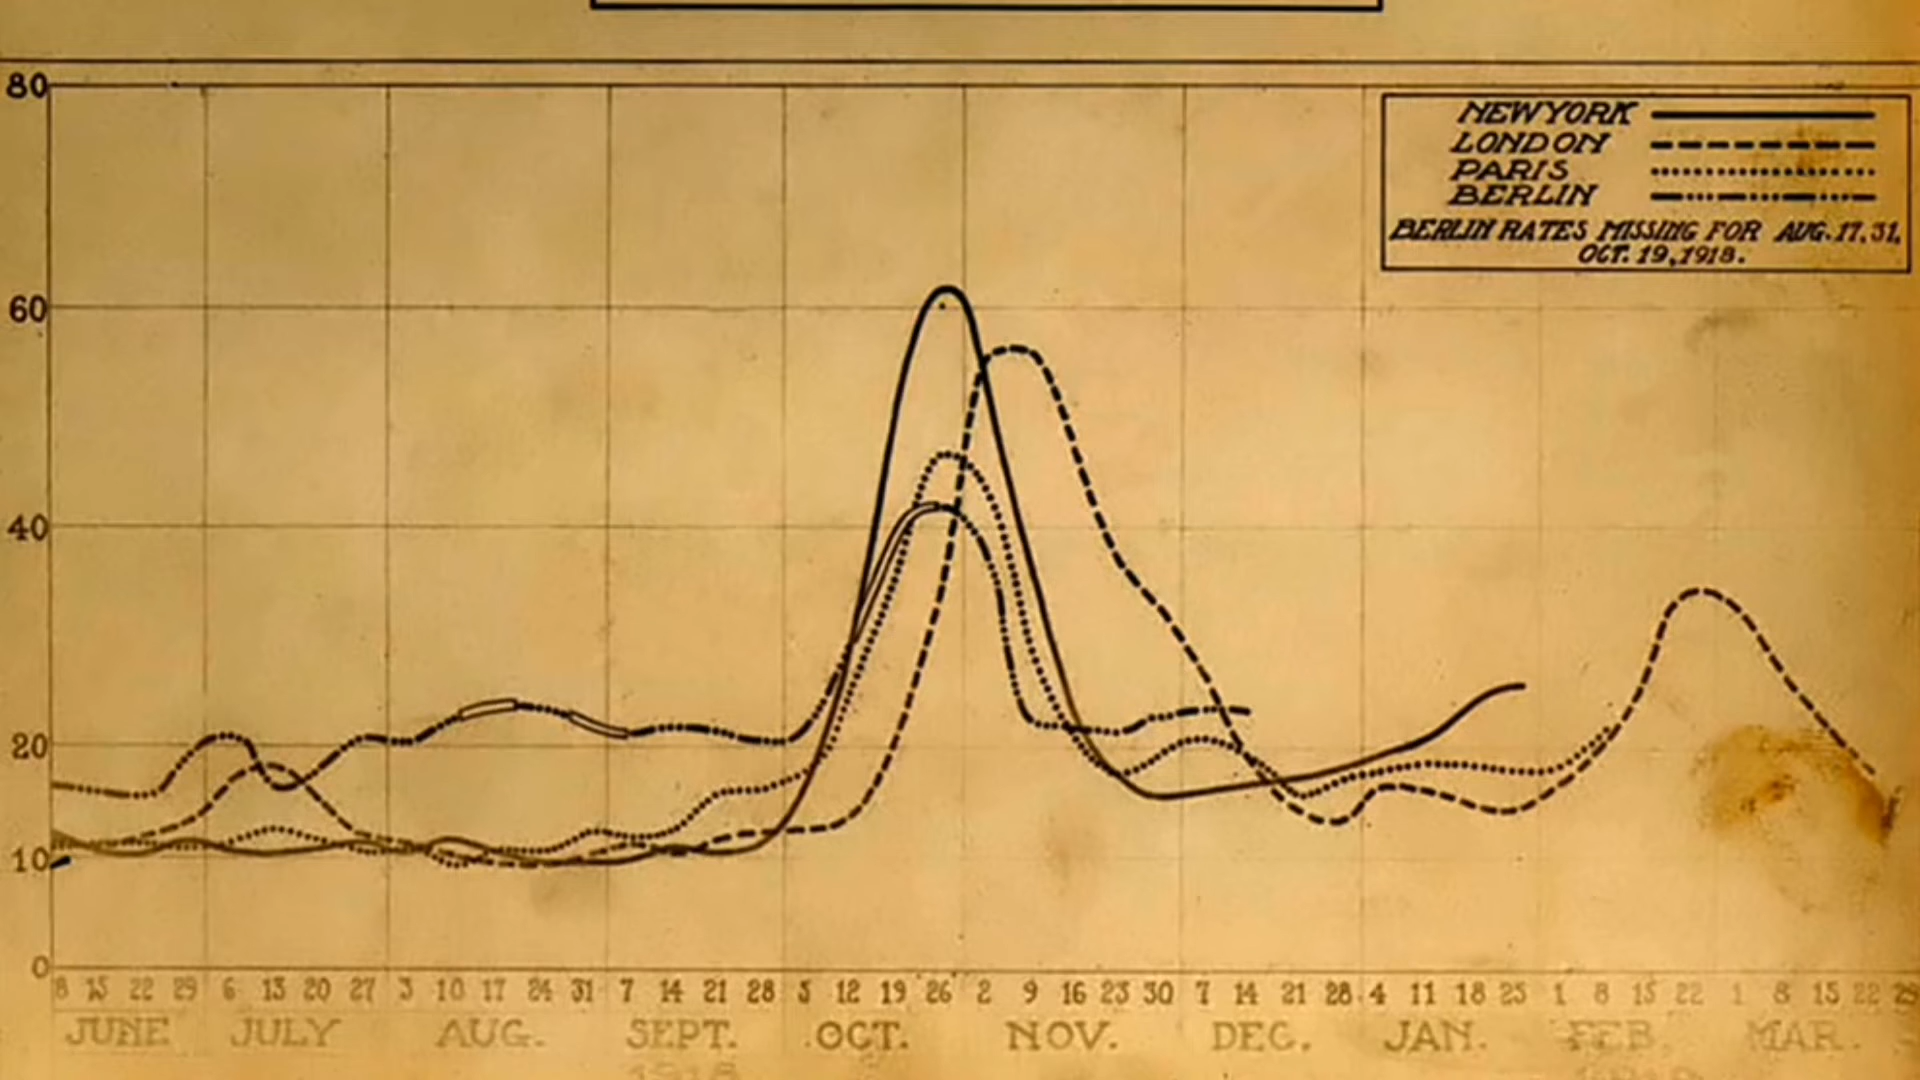 80
NEW YORK
LONDON
PARIS
BERLIN
BERLIN RATES MISSING FOR AUG. 17, 31,
OCT. 19, 1918.
60
40
20
10
0
8 15 22 29 6 13 20 27 3 10 17 24 31 7 14 21 28 5 12 19 26 2 9 16 23 30 7 14 21 28 4 11 18 25 1 8 15 22 1 8 15 22 29
JUNE JULY AUG. SEPT. OCT. NOV. DEC. JAN. FEB. MAR.
1918